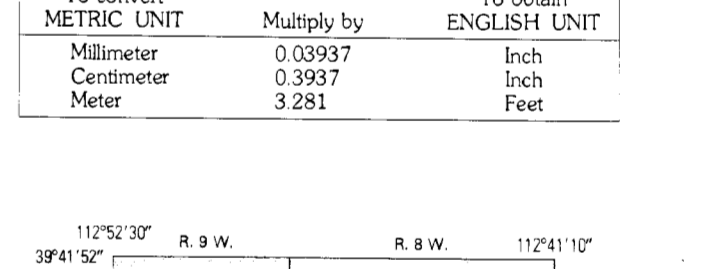 METRIC UNIT Multiply by ENGLISH UNIT
Millimeter 0.03937 Inch
Centimeter 0.3937 Inch
Meter 3.281 Feet
112°52'30" R. 9 W. R. 8 W. 112°41'10"
39°41'52"